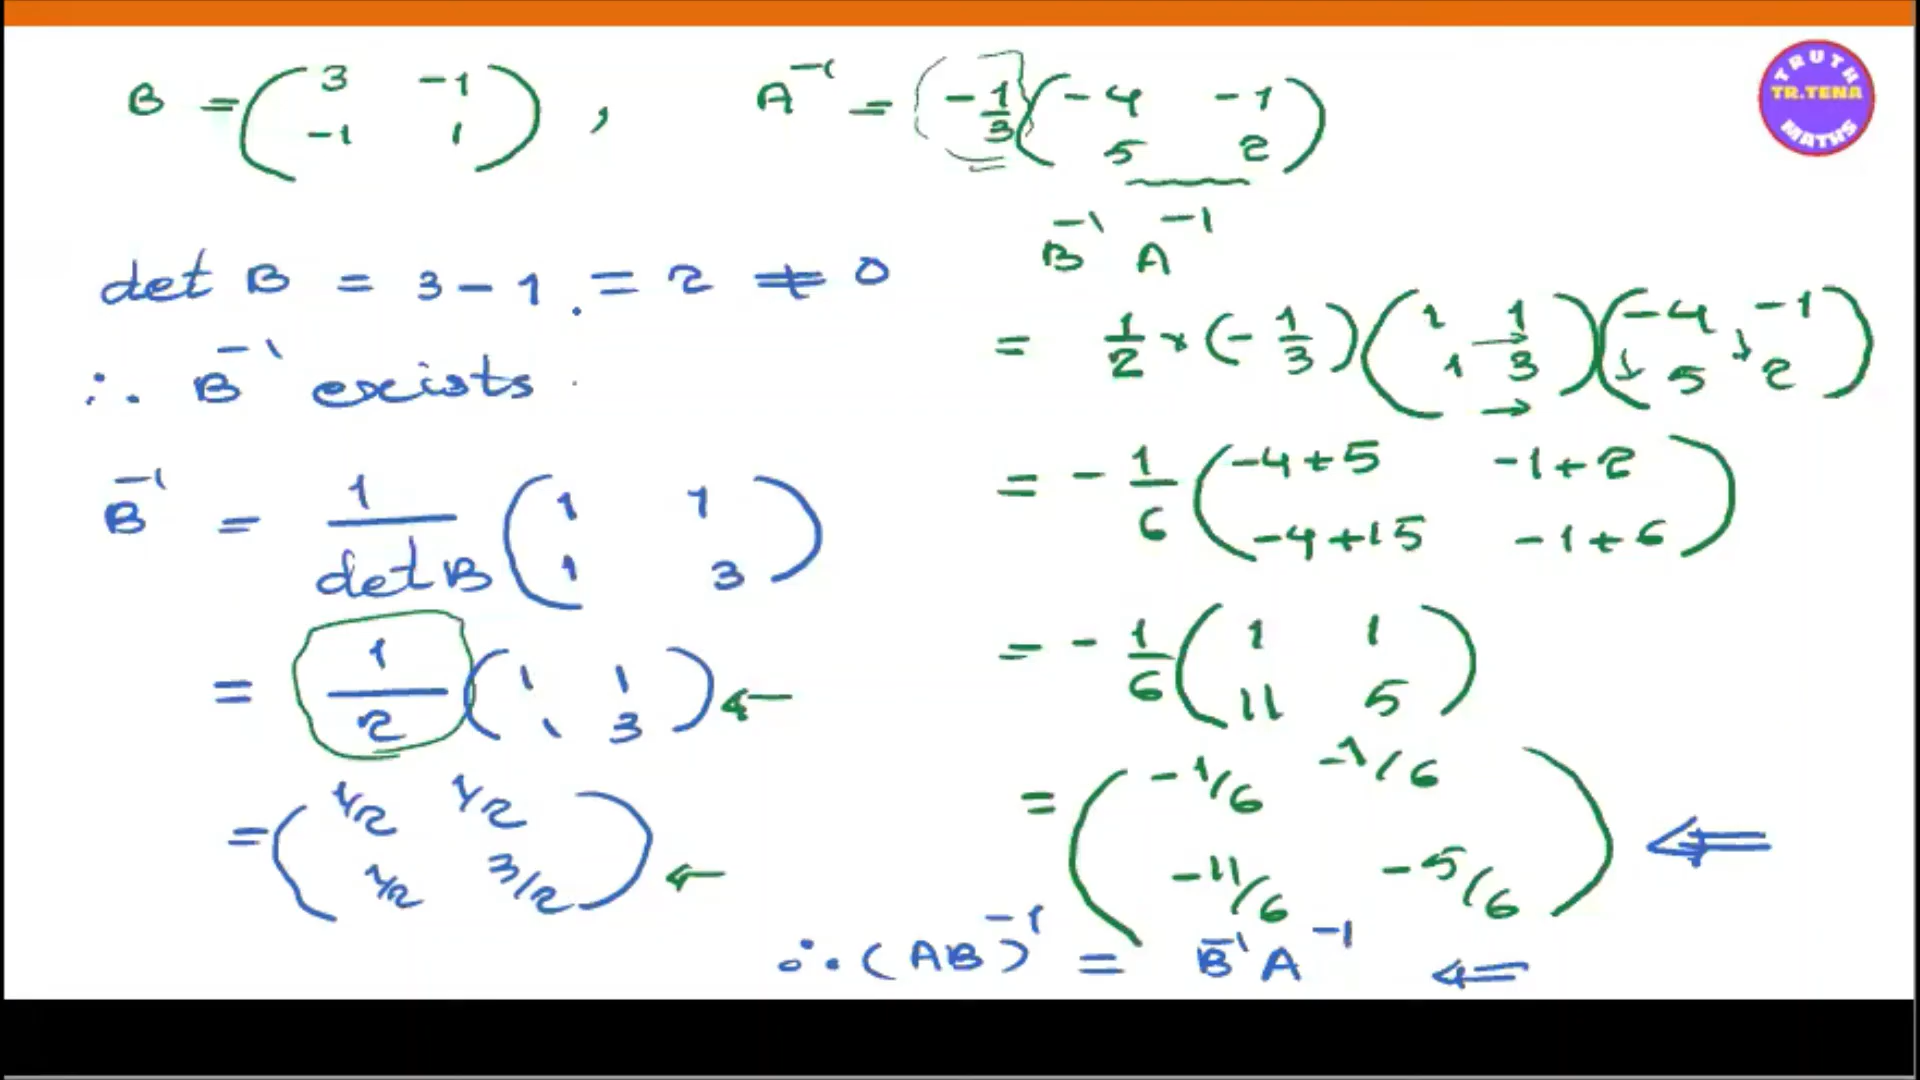 B = ( 3 -1 ; -1 1 ) , A⁻¹ = ( -1/3 ( -4 -1 ; 5 2 )
TRUTH
TR.TENA
MATHS
det B = 3 - 1 . = 2 ≠ 0
∴ B⁻¹ exists .
B⁻¹ = 1/det B ( 1 1 ; 1 3 )
= 1/2 ( 1 1 ; 1 3 ) ←
= ( 1/2 1/2 ; 1/2 3/2 ) ←
B⁻¹ A⁻¹
= 1/2 × (- 1/3) ( 1 1 ; 1 3 ) ( -4 -1 ; 5 2 )
= - 1/6 ( -4+5 -1+2 ; -4+15 -1+6 )
= - 1/6 ( 1 1 ; 11 5 )
= ( -1/6 -1/6 ; -11/6 -5/6 ) ⇐
∴ (AB)⁻¹ = B⁻¹A⁻¹ ⇐